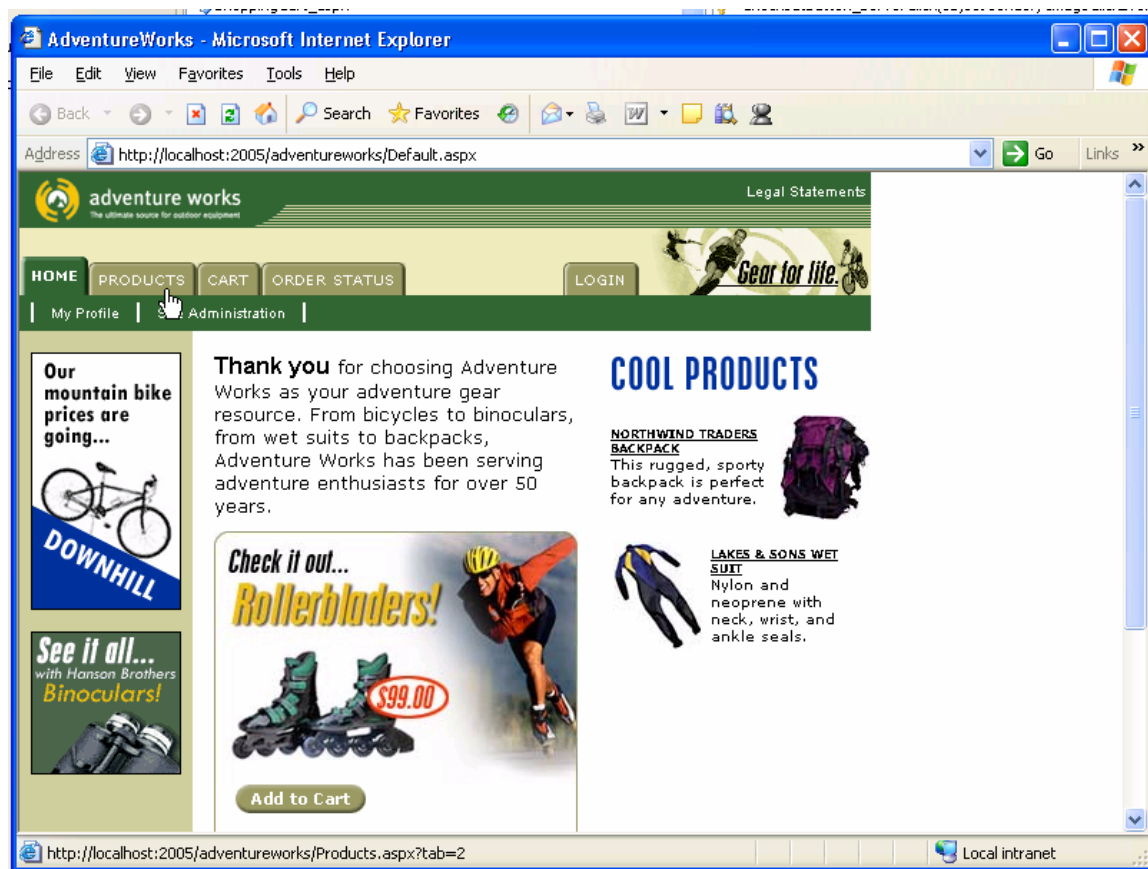 AdventureWorks - Microsoft Internet Explorer
File Edit View Favorites Tools Help
Back Search Favorites
Address http://localhost:2005/adventureworks/Default.aspx Go Links »
adventure works
The ultimate source for outdoor equipment
Legal Statements
Gear for life.
HOME PRODUCTS CART ORDER STATUS LOGIN
My Profile Administration
Our
mountain bike
prices are
going...
DOWNHILL
See it all...
with Hanson Brothers
Binoculars!
Thank you for choosing Adventure
Works as your adventure gear
resource. From bicycles to binoculars,
from wet suits to backpacks,
Adventure Works has been serving
adventure enthusiasts for over 50
years.
Check it out...
Rollerbladers!
$99.00
Add to Cart
COOL PRODUCTS
NORTHWIND TRADERS
BACKPACK
This rugged, sporty
backpack is perfect
for any adventure.
LAKES & SONS WET
SUIT
Nylon and
neoprene with
neck, wrist, and
ankle seals.
http://localhost:2005/adventureworks/Products.aspx?tab=2 Local intranet